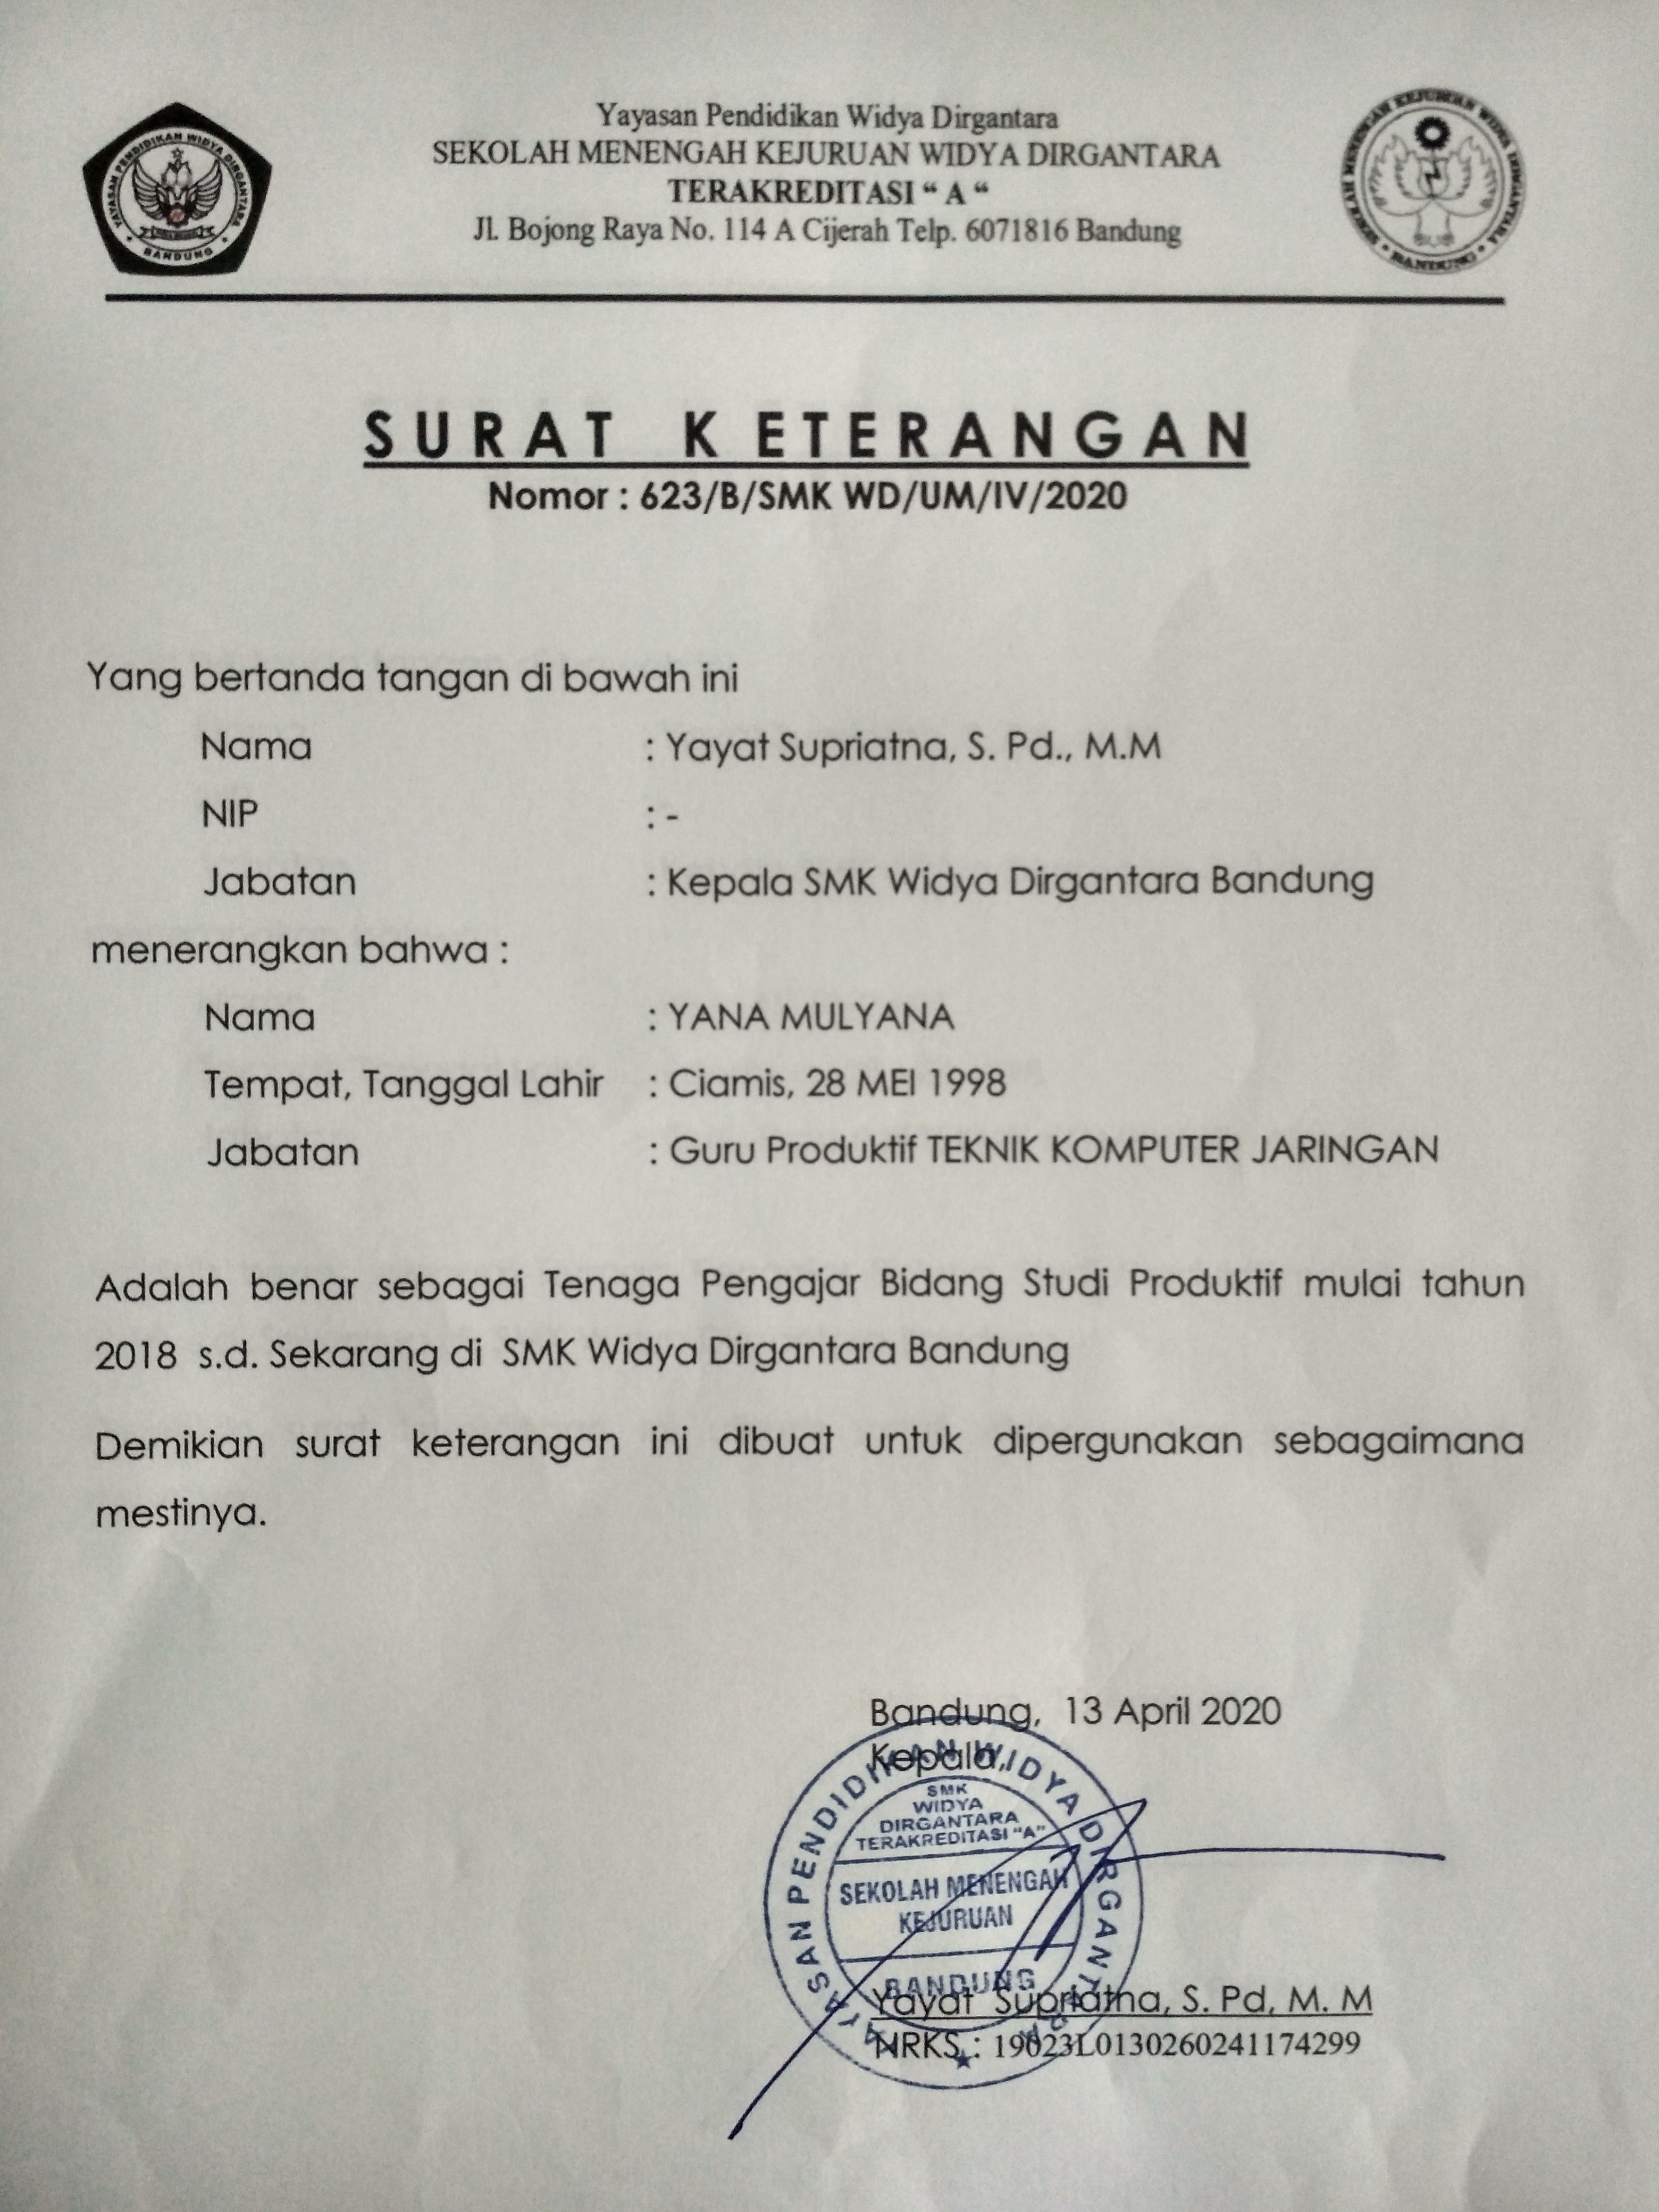 Yayasan Pendidikan Widya Dirgantara
SEKOLAH MENENGAH KEJURUAN WIDYA DIRGANTARA
TERAKREDITASI “ A “
Jl. Bojong Raya No. 114 A Cijerah Telp. 6071816 Bandung
YAYASAN PENDIDIKAN WIDYA DIRGANTARA
BANDUNG
SEKOLAH MENENGAH KEJURUAN WIDYA DIRGANTARA
BANDUNG
SURAT KETERANGAN
Nomor : 623/B/SMK WD/UM/IV/2020
Yang bertanda tangan di bawah ini
Nama : Yayat Supriatna, S. Pd., M.M
NIP : -
Jabatan : Kepala SMK Widya Dirgantara Bandung
menerangkan bahwa :
Nama : YANA MULYANA
Tempat, Tanggal Lahir : Ciamis, 28 MEI 1998
Jabatan : Guru Produktif TEKNIK KOMPUTER JARINGAN
Adalah benar sebagai Tenaga Pengajar Bidang Studi Produktif mulai tahun
2018 s.d. Sekarang di SMK Widya Dirgantara Bandung
Demikian surat keterangan ini dibuat untuk dipergunakan sebagaimana
mestinya.
Bandung, 13 April 2020
Kepala,
YAYASAN PENDIDIKAN WIDYA DIRGANTARA
SMK
WIDYA
DIRGANTARA
TERAKREDITASI "A"
SEKOLAH MENENGAH
KEJURUAN
BANDUNG
Yayat Supriatna, S. Pd, M. M
NRKS : 19023L0130260241174299